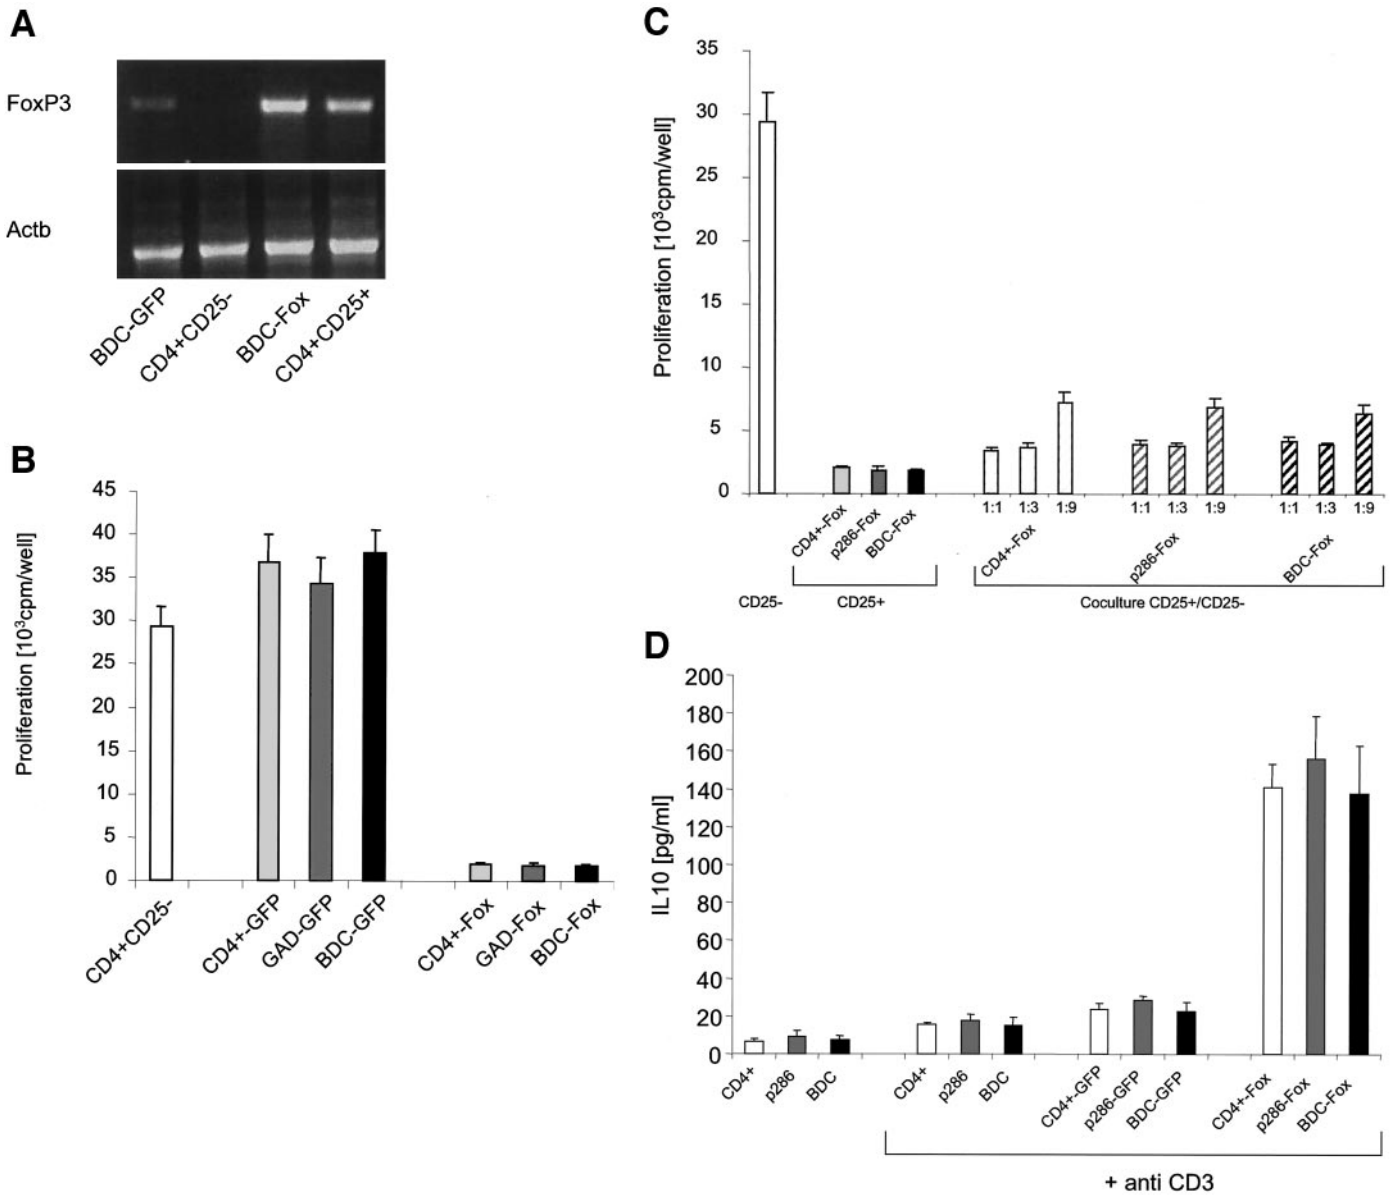 A
FoxP3
Actb
BDC-GFP
CD4+CD25-
BDC-Fox
CD4+CD25+
B
Proliferation [10³cpm/well]
45
40
35
30
25
20
15
10
5
0
CD4+CD25-
CD4+-GFP
GAD-GFP
BDC-GFP
CD4+-Fox
GAD-Fox
BDC-Fox
C
Proliferation [10³cpm/well]
35
30
25
20
15
10
5
0
CD4+-Fox
p286-Fox
BDC-Fox
1:1 1:3 1:9 1:1 1:3 1:9 1:1 1:3 1:9
CD4+-Fox
p286-Fox
BDC-Fox
CD25- CD25+ Coculture CD25+/CD25-
D
IL10 [pg/ml]
200
180
160
140
120
100
80
60
40
20
0
CD4+
p286
BDC
CD4+
p286
BDC
CD4+-GFP
p286-GFP
BDC-GFP
CD4+-Fox
p286-Fox
BDC-Fox
+ anti CD3